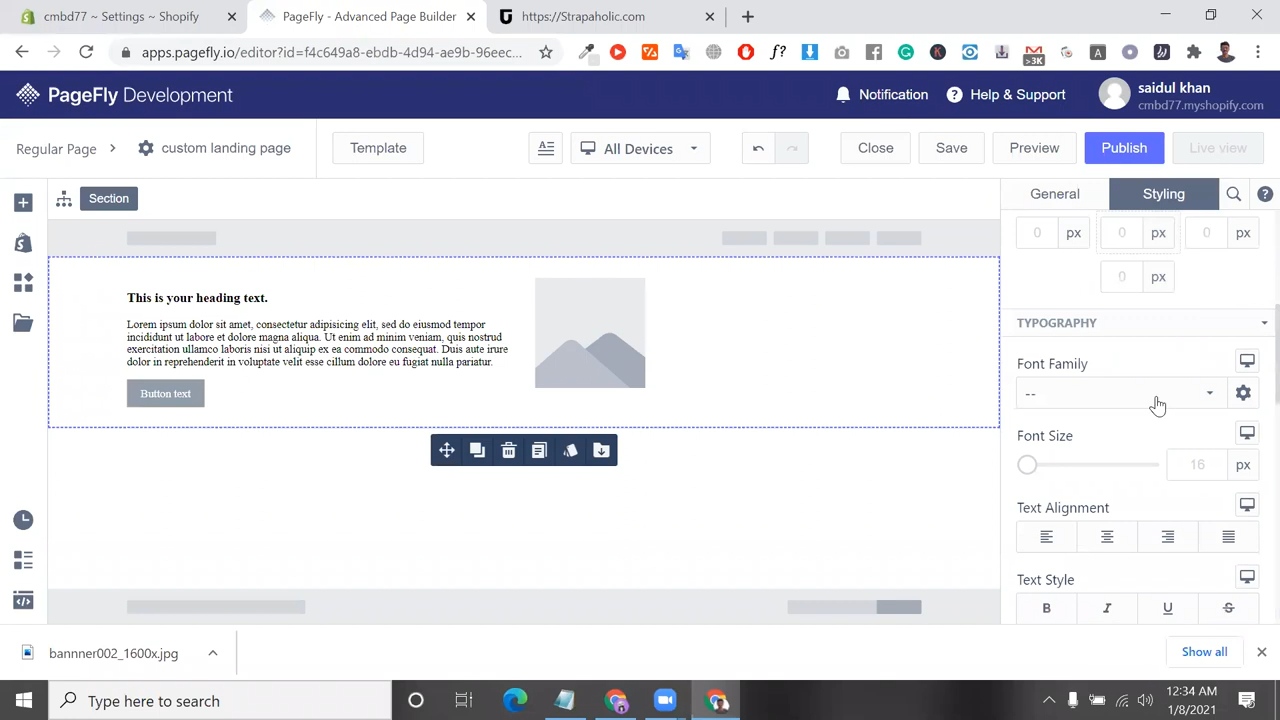 cmbd77 ~ Settings ~ Shopify
PageFly - Advanced Page Builder
https://Strapaholic.com
apps.pagefly.io/editor?id=f4c649a8-ebdb-4d94-ae9b-96eec...
>3K
PageFly Development
Notification
Help & Support
saidul khan
cmbd77.myshopify.com
Regular Page
custom landing page
Template
All Devices
Close
Save
Preview
Publish
Live view
Section
General
Styling
0 px
0 px
0 px
0 px
This is your heading text.
Lorem ipsum dolor sit amet, consectetur adipisicing elit, sed do eiusmod tempor
incididunt ut labore et dolore magna aliqua. Ut enim ad minim veniam, quis nostrud
exercitation ullamco laboris nisi ut aliquip ex ea commodo consequat. Duis aute irure
dolor in reprehenderit in voluptate velit esse cillum dolore eu fugiat nulla pariatur.
Button text
TYPOGRAPHY
Font Family
--
Font Size
16 px
Text Alignment
Text Style
B I U S
bannner002_1600x.jpg
Show all
Type here to search
12:34 AM
1/8/2021